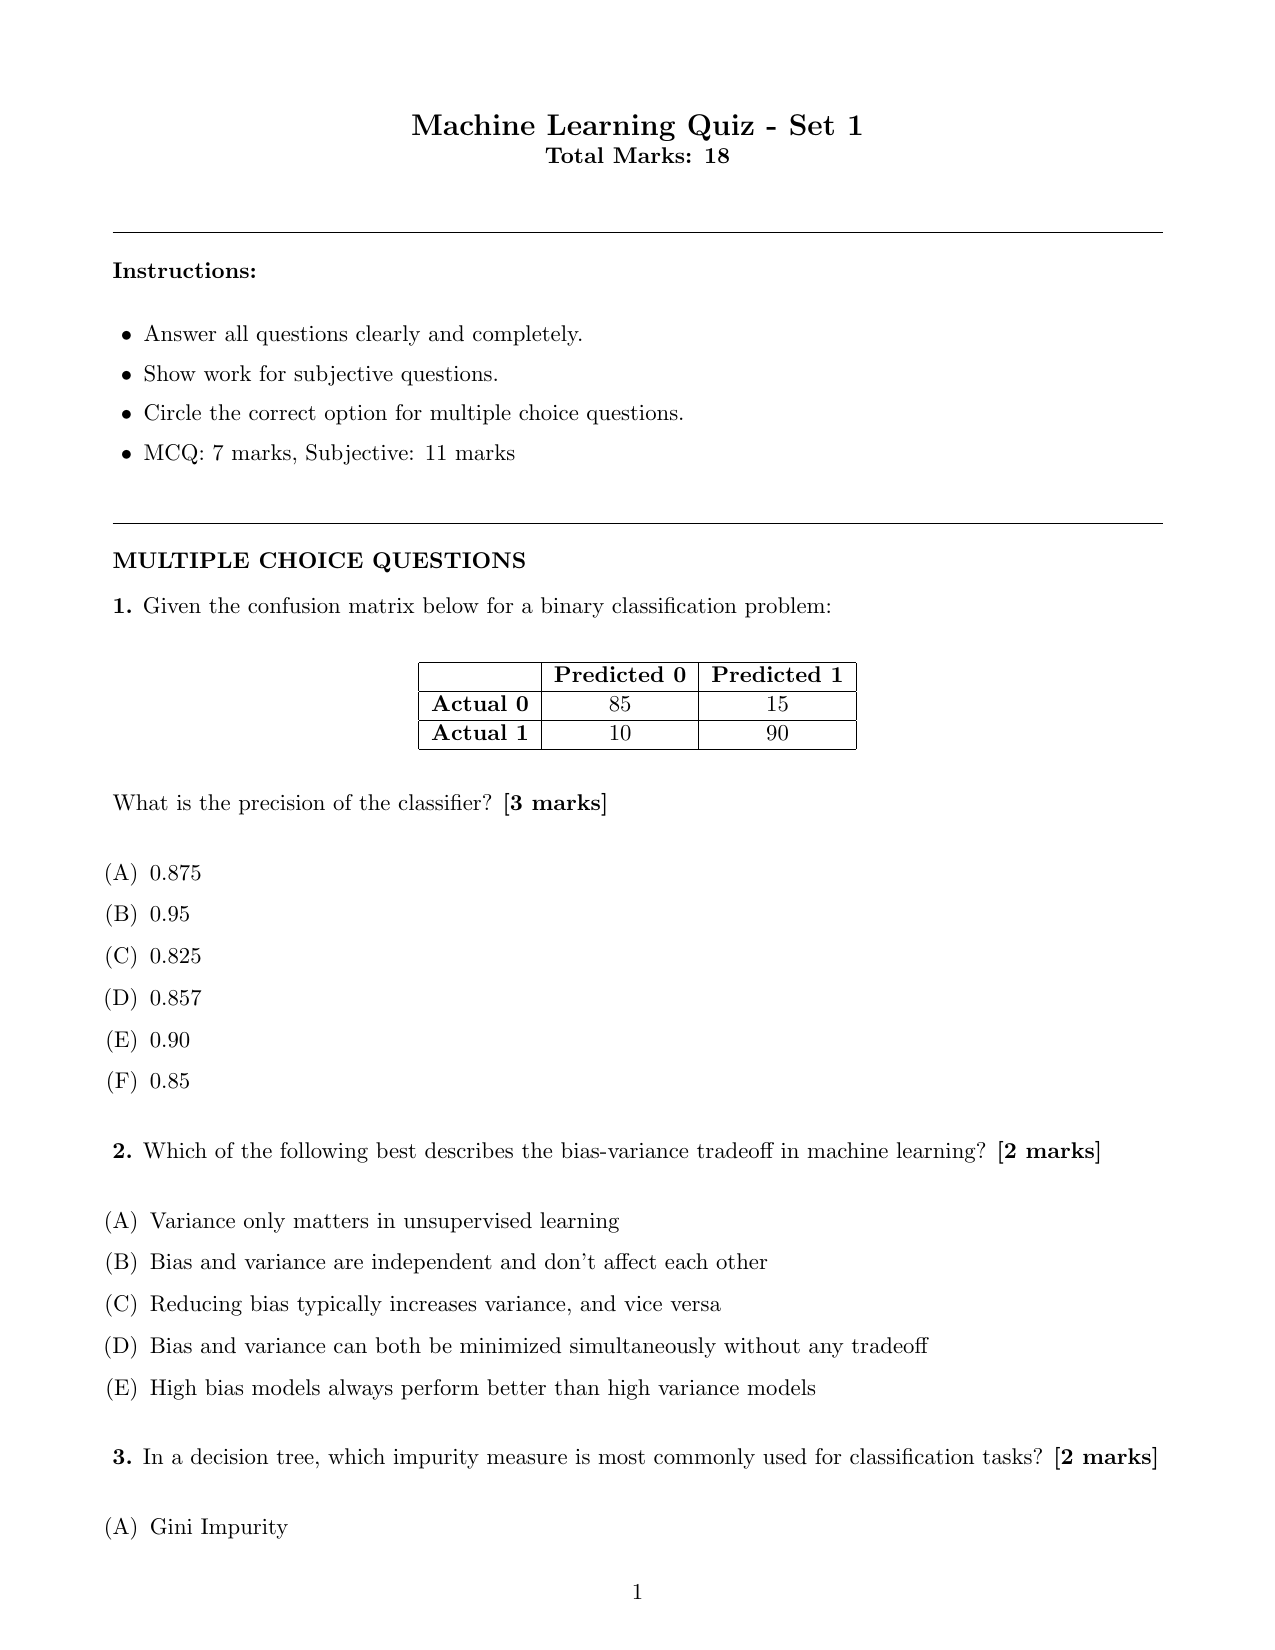 Machine Learning Quiz - Set 1
Total Marks: 18
Instructions:
• Answer all questions clearly and completely.
• Show work for subjective questions.
• Circle the correct option for multiple choice questions.
• MCQ: 7 marks, Subjective: 11 marks
MULTIPLE CHOICE QUESTIONS
1. Given the confusion matrix below for a binary classification problem:
Predicted 0 Predicted 1
Actual 0 85 15
Actual 1 10 90
What is the precision of the classifier? [3 marks]
(A) 0.875
(B) 0.95
(C) 0.825
(D) 0.857
(E) 0.90
(F) 0.85
2. Which of the following best describes the bias-variance tradeoff in machine learning? [2 marks]
(A) Variance only matters in unsupervised learning
(B) Bias and variance are independent and don't affect each other
(C) Reducing bias typically increases variance, and vice versa
(D) Bias and variance can both be minimized simultaneously without any tradeoff
(E) High bias models always perform better than high variance models
3. In a decision tree, which impurity measure is most commonly used for classification tasks? [2 marks]
(A) Gini Impurity
1